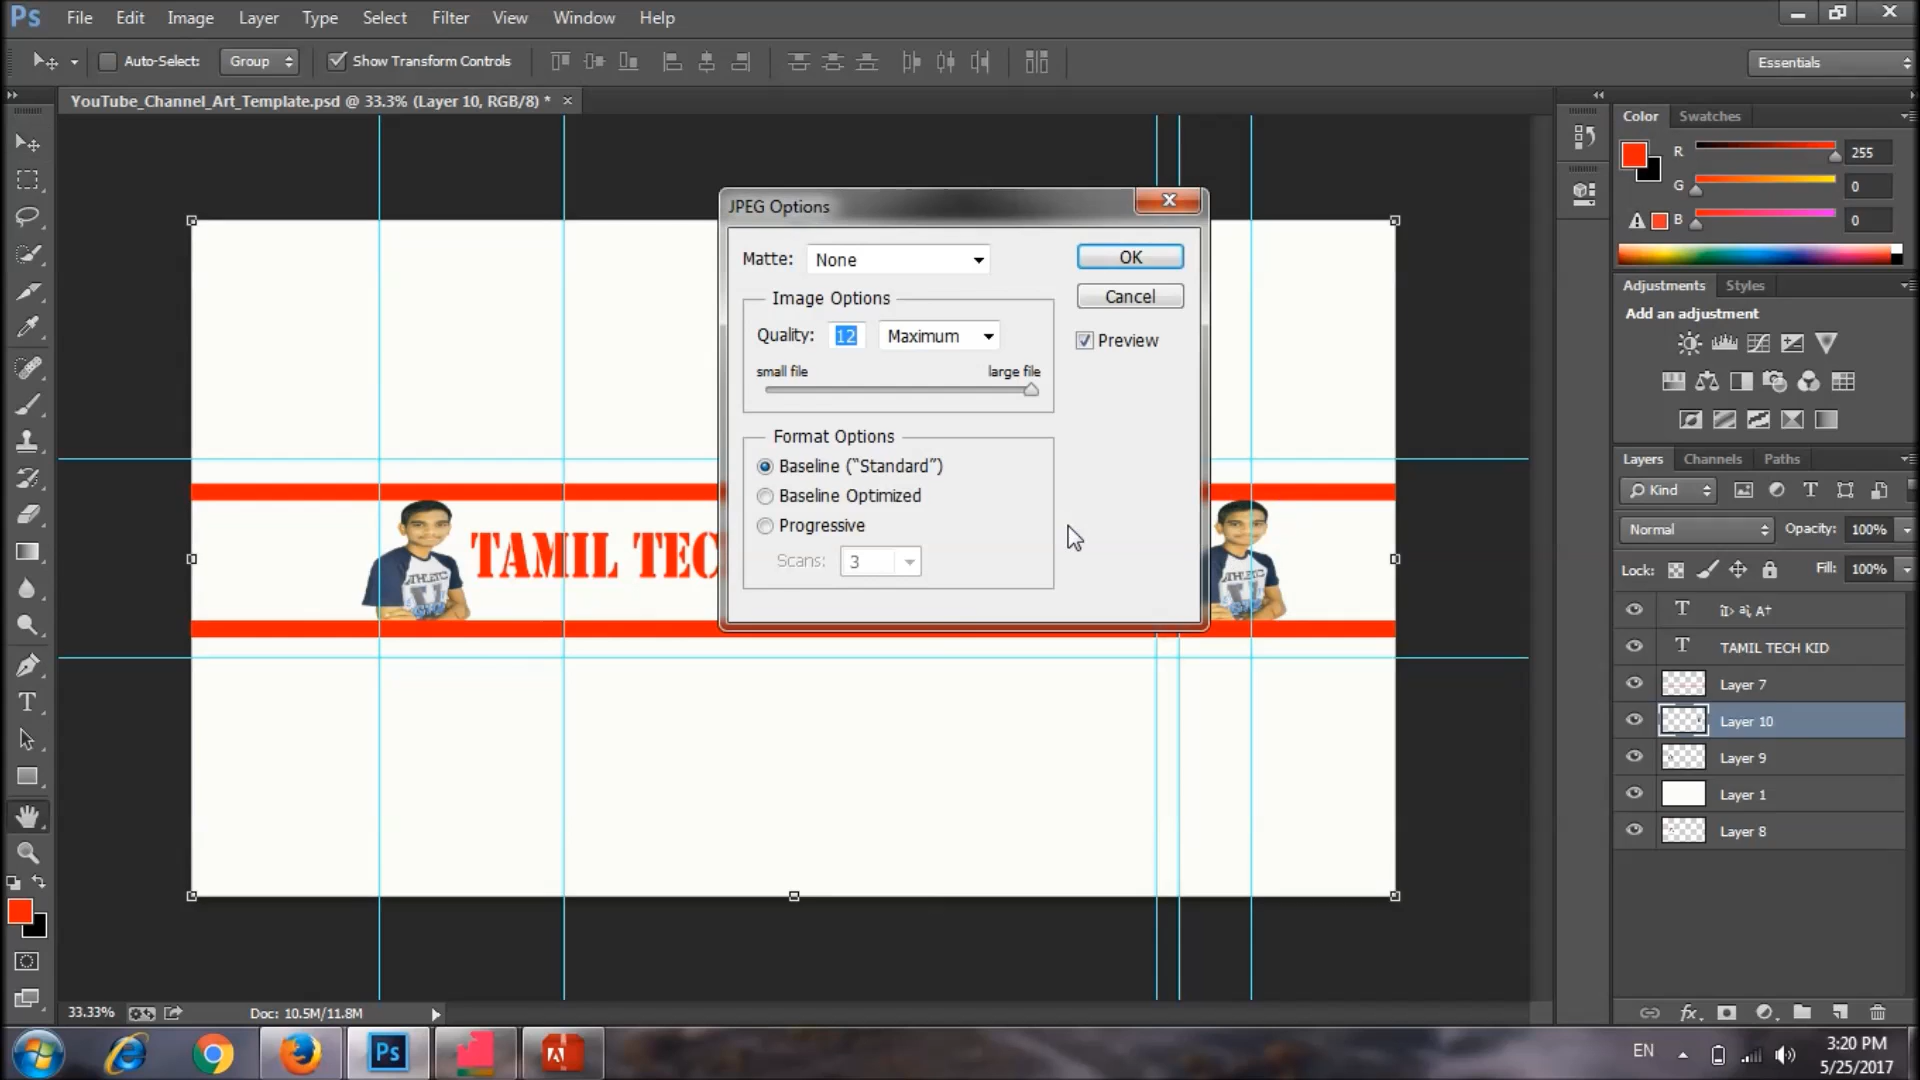 Ps File Edit Image Layer Type Select Filter View Window Help
Auto-Select: Group Show Transform Controls Essentials
YouTube_Channel_Art_Template.psd @ 33.3% (Layer 10, RGB/8) * ×
Color Swatches
R 255
G 0
B 0
Adjustments Styles
Add an adjustment
JPEG Options
Matte: None OK
Cancel
Image Options
Quality: 12 Maximum Preview
small file large file
Format Options
Baseline (“Standard”)
Baseline Optimized
Progressive
Scans: 3
TAMIL TEC
Layers Channels Paths
Kind
Normal Opacity: 100%
Lock: Fill: 100%
TAMIL TECH KID
Layer 7
Layer 10
Layer 9
Layer 1
Layer 8
33.33% Doc: 10.5M/11.8M
Ps EN 3:20 PM
5/25/2017